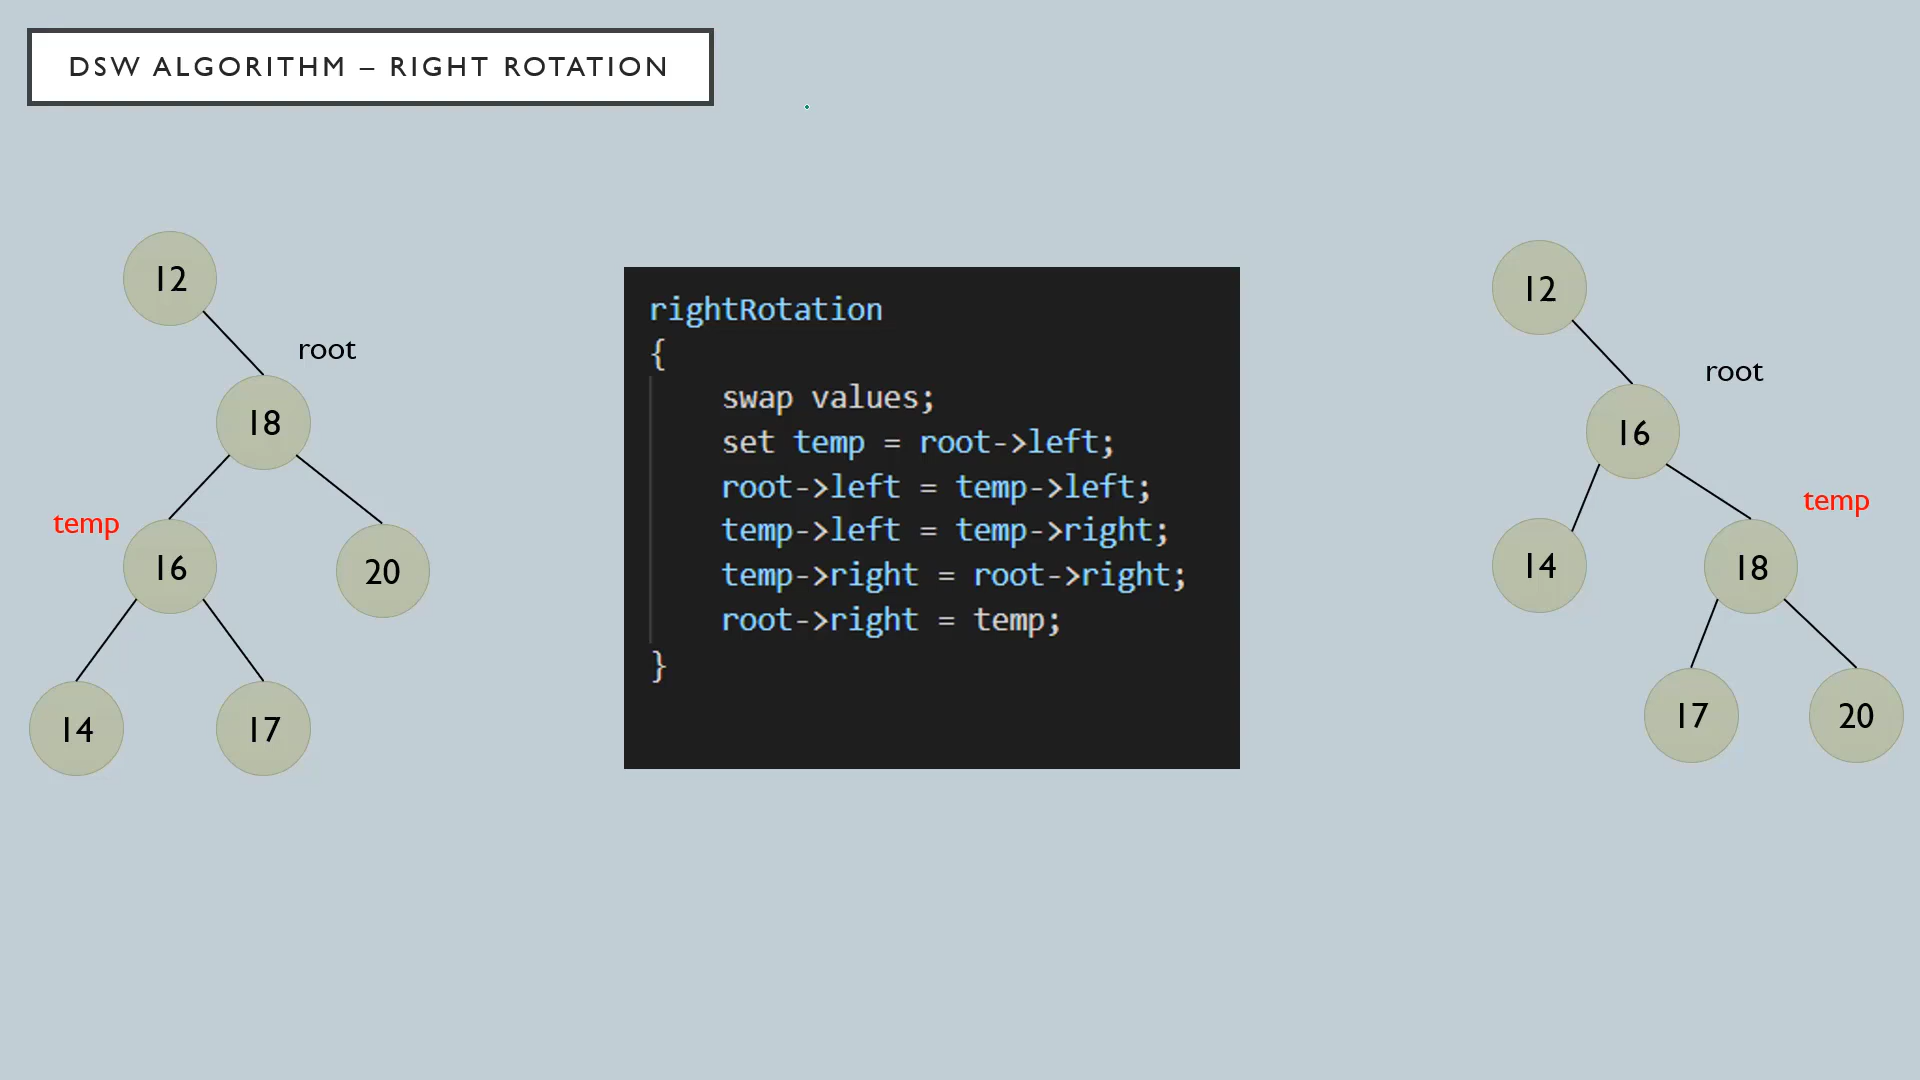 DSW ALGORITHM – RIGHT ROTATION
12
root
18
temp
16
20
14
17
rightRotation
{
swap values;
set temp = root->left;
root->left = temp->left;
temp->left = temp->right;
temp->right = root->right;
root->right = temp;
}
12
root
16
temp
14
18
17
20